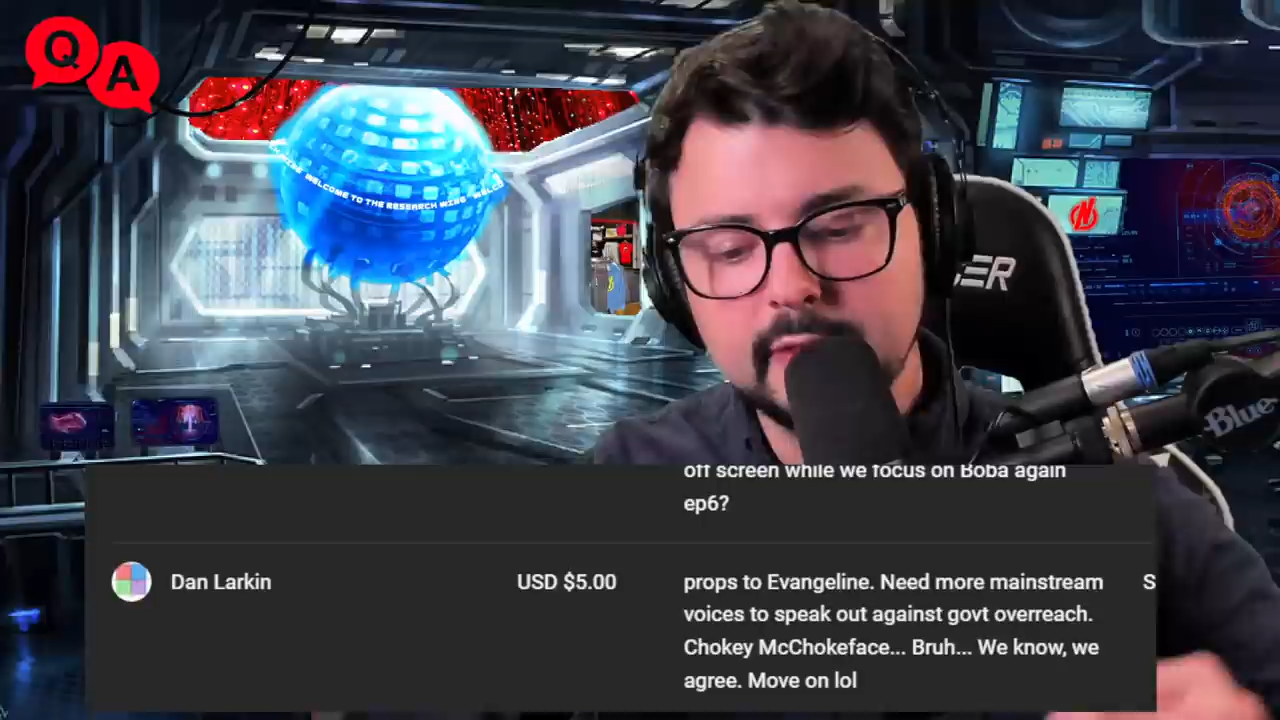 Q
A
WELCOME TO THE RESEARCH WING
ER
Blue
off screen while we focus on Boba again
ep6?
Dan Larkin
USD $5.00
props to Evangeline. Need more mainstream
S
voices to speak out against govt overreach.
Chokey McChokeface... Bruh... We know, we
agree. Move on lol